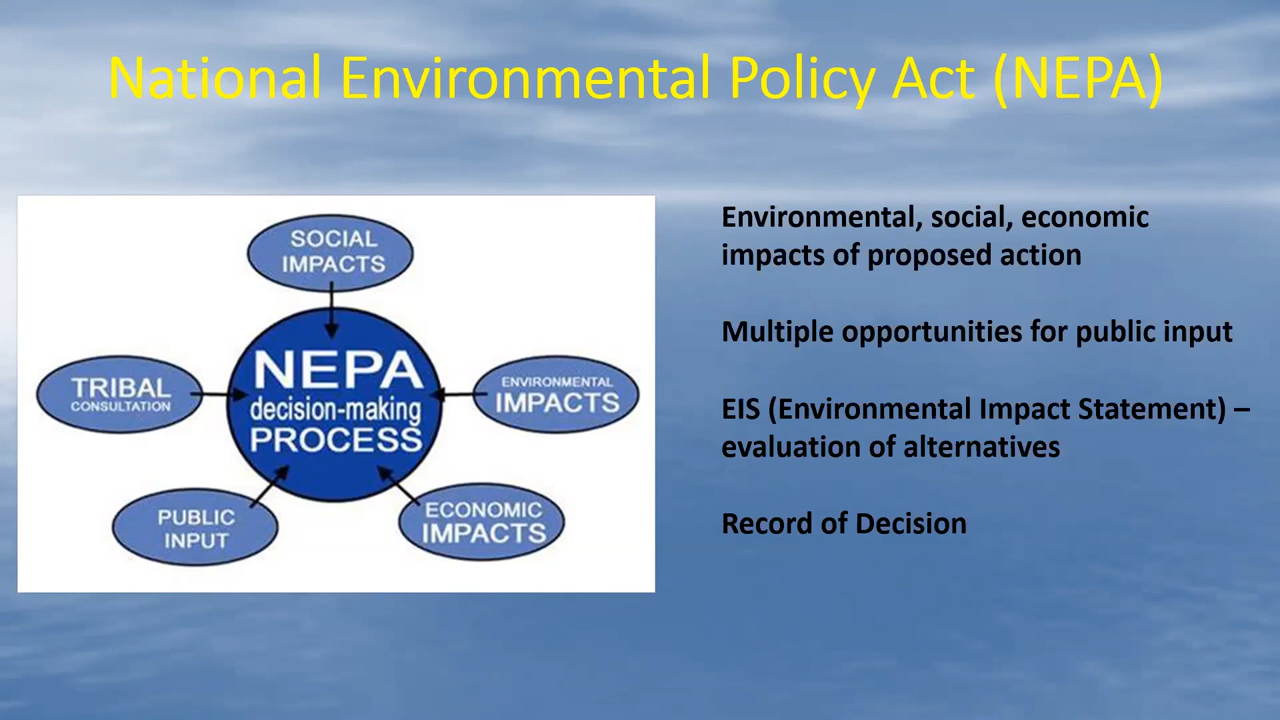 National Environmental Policy Act (NEPA)
SOCIAL
IMPACTS
TRIBAL
CONSULTATION
NEPA
decision-making
PROCESS
ENVIRONMENTAL
IMPACTS
PUBLIC
INPUT
ECONOMIC
IMPACTS
Environmental, social, economic
impacts of proposed action
Multiple opportunities for public input
EIS (Environmental Impact Statement) –
evaluation of alternatives
Record of Decision